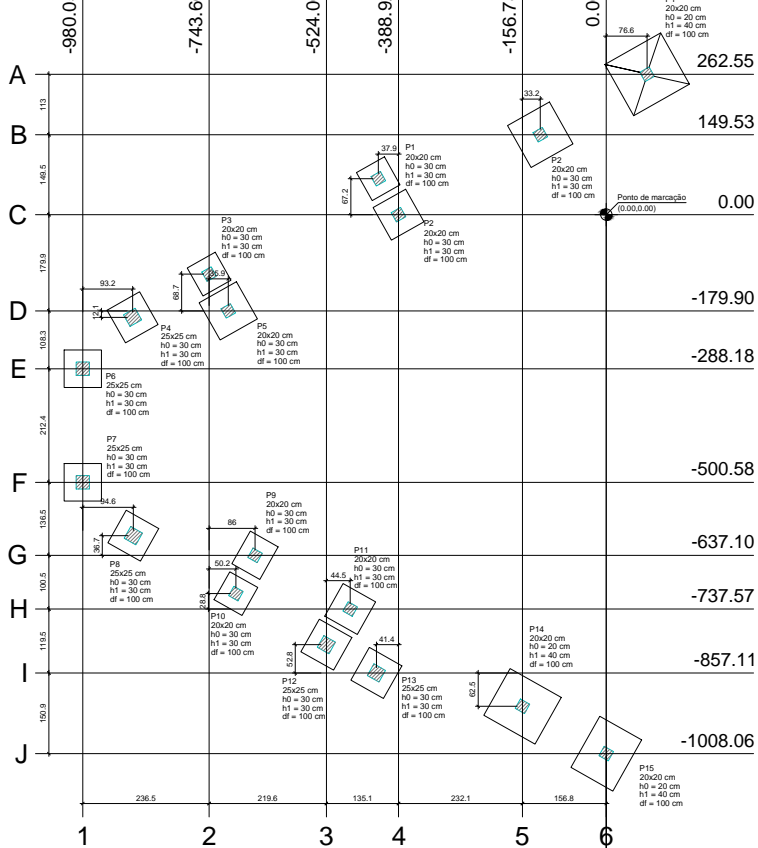 -980.0
-743.6
-524.0
-388.9
-156.7
0.0
20x20 cm
h0 = 20 cm
h1 = 40 cm
df = 100 cm
76.6
A
262.55
113
33.2
B
149.53
P1
20x20 cm
h0 = 30 cm
h1 = 30 cm
df = 100 cm
37.9
P2
20x20 cm
h0 = 30 cm
h1 = 30 cm
df = 100 cm
149.5
67.2
Ponto de marcação
(0.00,0.00)
C
0.00
P3
20x20 cm
h0 = 30 cm
h1 = 30 cm
df = 100 cm
P2
20x20 cm
h0 = 30 cm
h1 = 30 cm
df = 100 cm
179.9
93.2
68.7
35.9
12.1
D
-179.90
P4
25x25 cm
h0 = 30 cm
h1 = 30 cm
df = 100 cm
P5
20x20 cm
h0 = 30 cm
h1 = 30 cm
df = 100 cm
108.3
E
-288.18
P6
25x25 cm
h0 = 30 cm
h1 = 30 cm
df = 100 cm
212.4
P7
25x25 cm
h0 = 30 cm
h1 = 30 cm
df = 100 cm
F
-500.58
94.6
P9
20x20 cm
h0 = 30 cm
h1 = 30 cm
df = 100 cm
136.5
86
36.7
G
-637.10
P8
25x25 cm
h0 = 30 cm
h1 = 30 cm
df = 100 cm
P11
20x20 cm
h0 = 30 cm
h1 = 30 cm
df = 100 cm
100.5
50.2
44.5
28.8
H
-737.57
P10
20x20 cm
h0 = 30 cm
h1 = 30 cm
df = 100 cm
119.5
52.8
41.4
P14
20x20 cm
h0 = 20 cm
h1 = 40 cm
df = 100 cm
I
-857.11
P12
25x25 cm
h0 = 30 cm
h1 = 30 cm
df = 100 cm
P13
25x25 cm
h0 = 30 cm
h1 = 30 cm
df = 100 cm
62.5
150.9
J
-1008.06
P15
20x20 cm
h0 = 20 cm
h1 = 40 cm
df = 100 cm
236.5
219.6
135.1
232.1
156.8
1
2
3
4
5
6